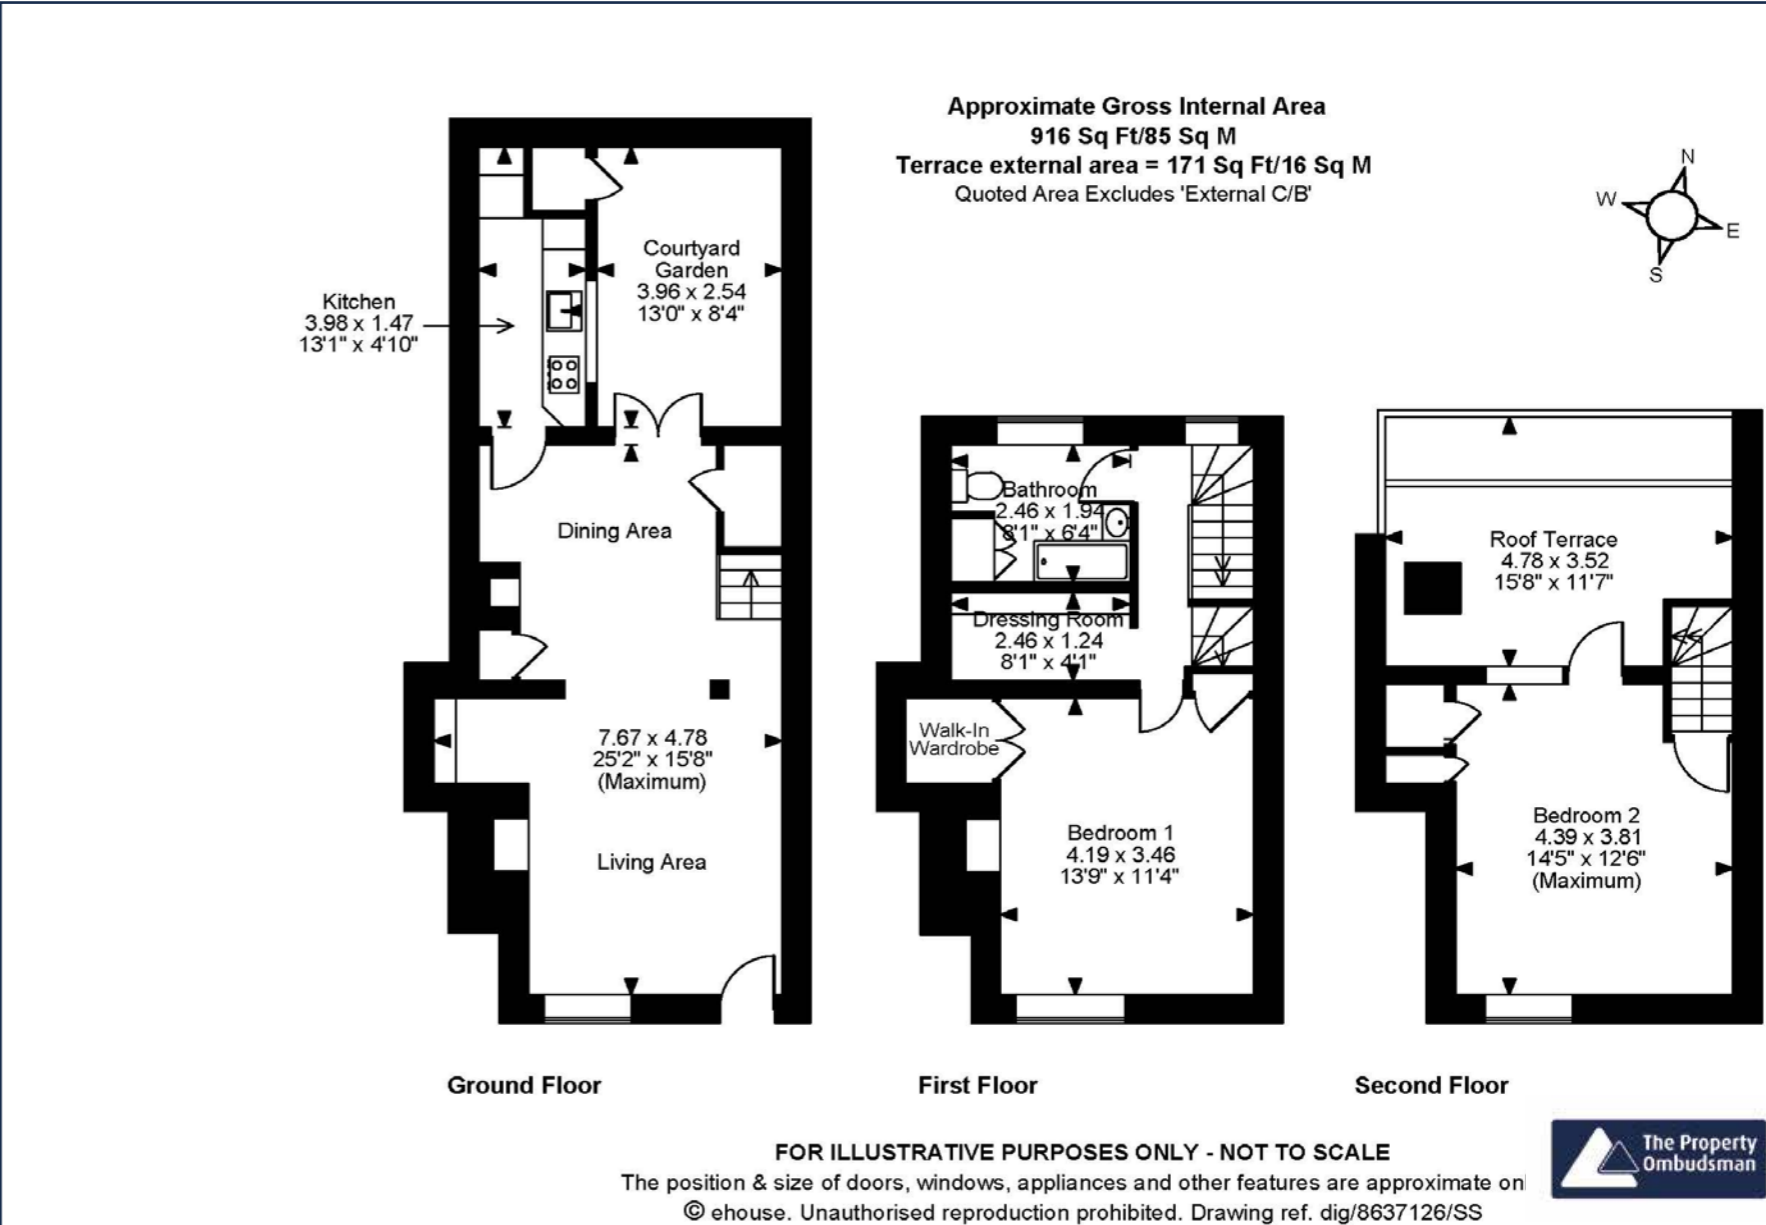 Approximate Gross Internal Area
916 Sq Ft/85 Sq M
Terrace external area = 171 Sq Ft/16 Sq M
Quoted Area Excludes 'External C/B'
N
W
E
S
Courtyard
Garden
3.96 x 2.54
13'0" x 8'4"
Kitchen
3.98 x 1.47
13'1" x 4'10"
Dining Area
7.67 x 4.78
25'2" x 15'8"
(Maximum)
Living Area
Bathroom
2.46 x 1.94
8'1" x 6'4"
Dressing Room
2.46 x 1.24
8'1" x 4'1"
Walk-In
Wardrobe
Bedroom 1
4.19 x 3.46
13'9" x 11'4"
Roof Terrace
4.78 x 3.52
15'8" x 11'7"
Bedroom 2
4.39 x 3.81
14'5" x 12'6"
(Maximum)
Ground Floor
First Floor
Second Floor
FOR ILLUSTRATIVE PURPOSES ONLY - NOT TO SCALE
The position & size of doors, windows, appliances and other features are approximate onl
© ehouse. Unauthorised reproduction prohibited. Drawing ref. dig/8637126/SS
The Property
Ombudsman